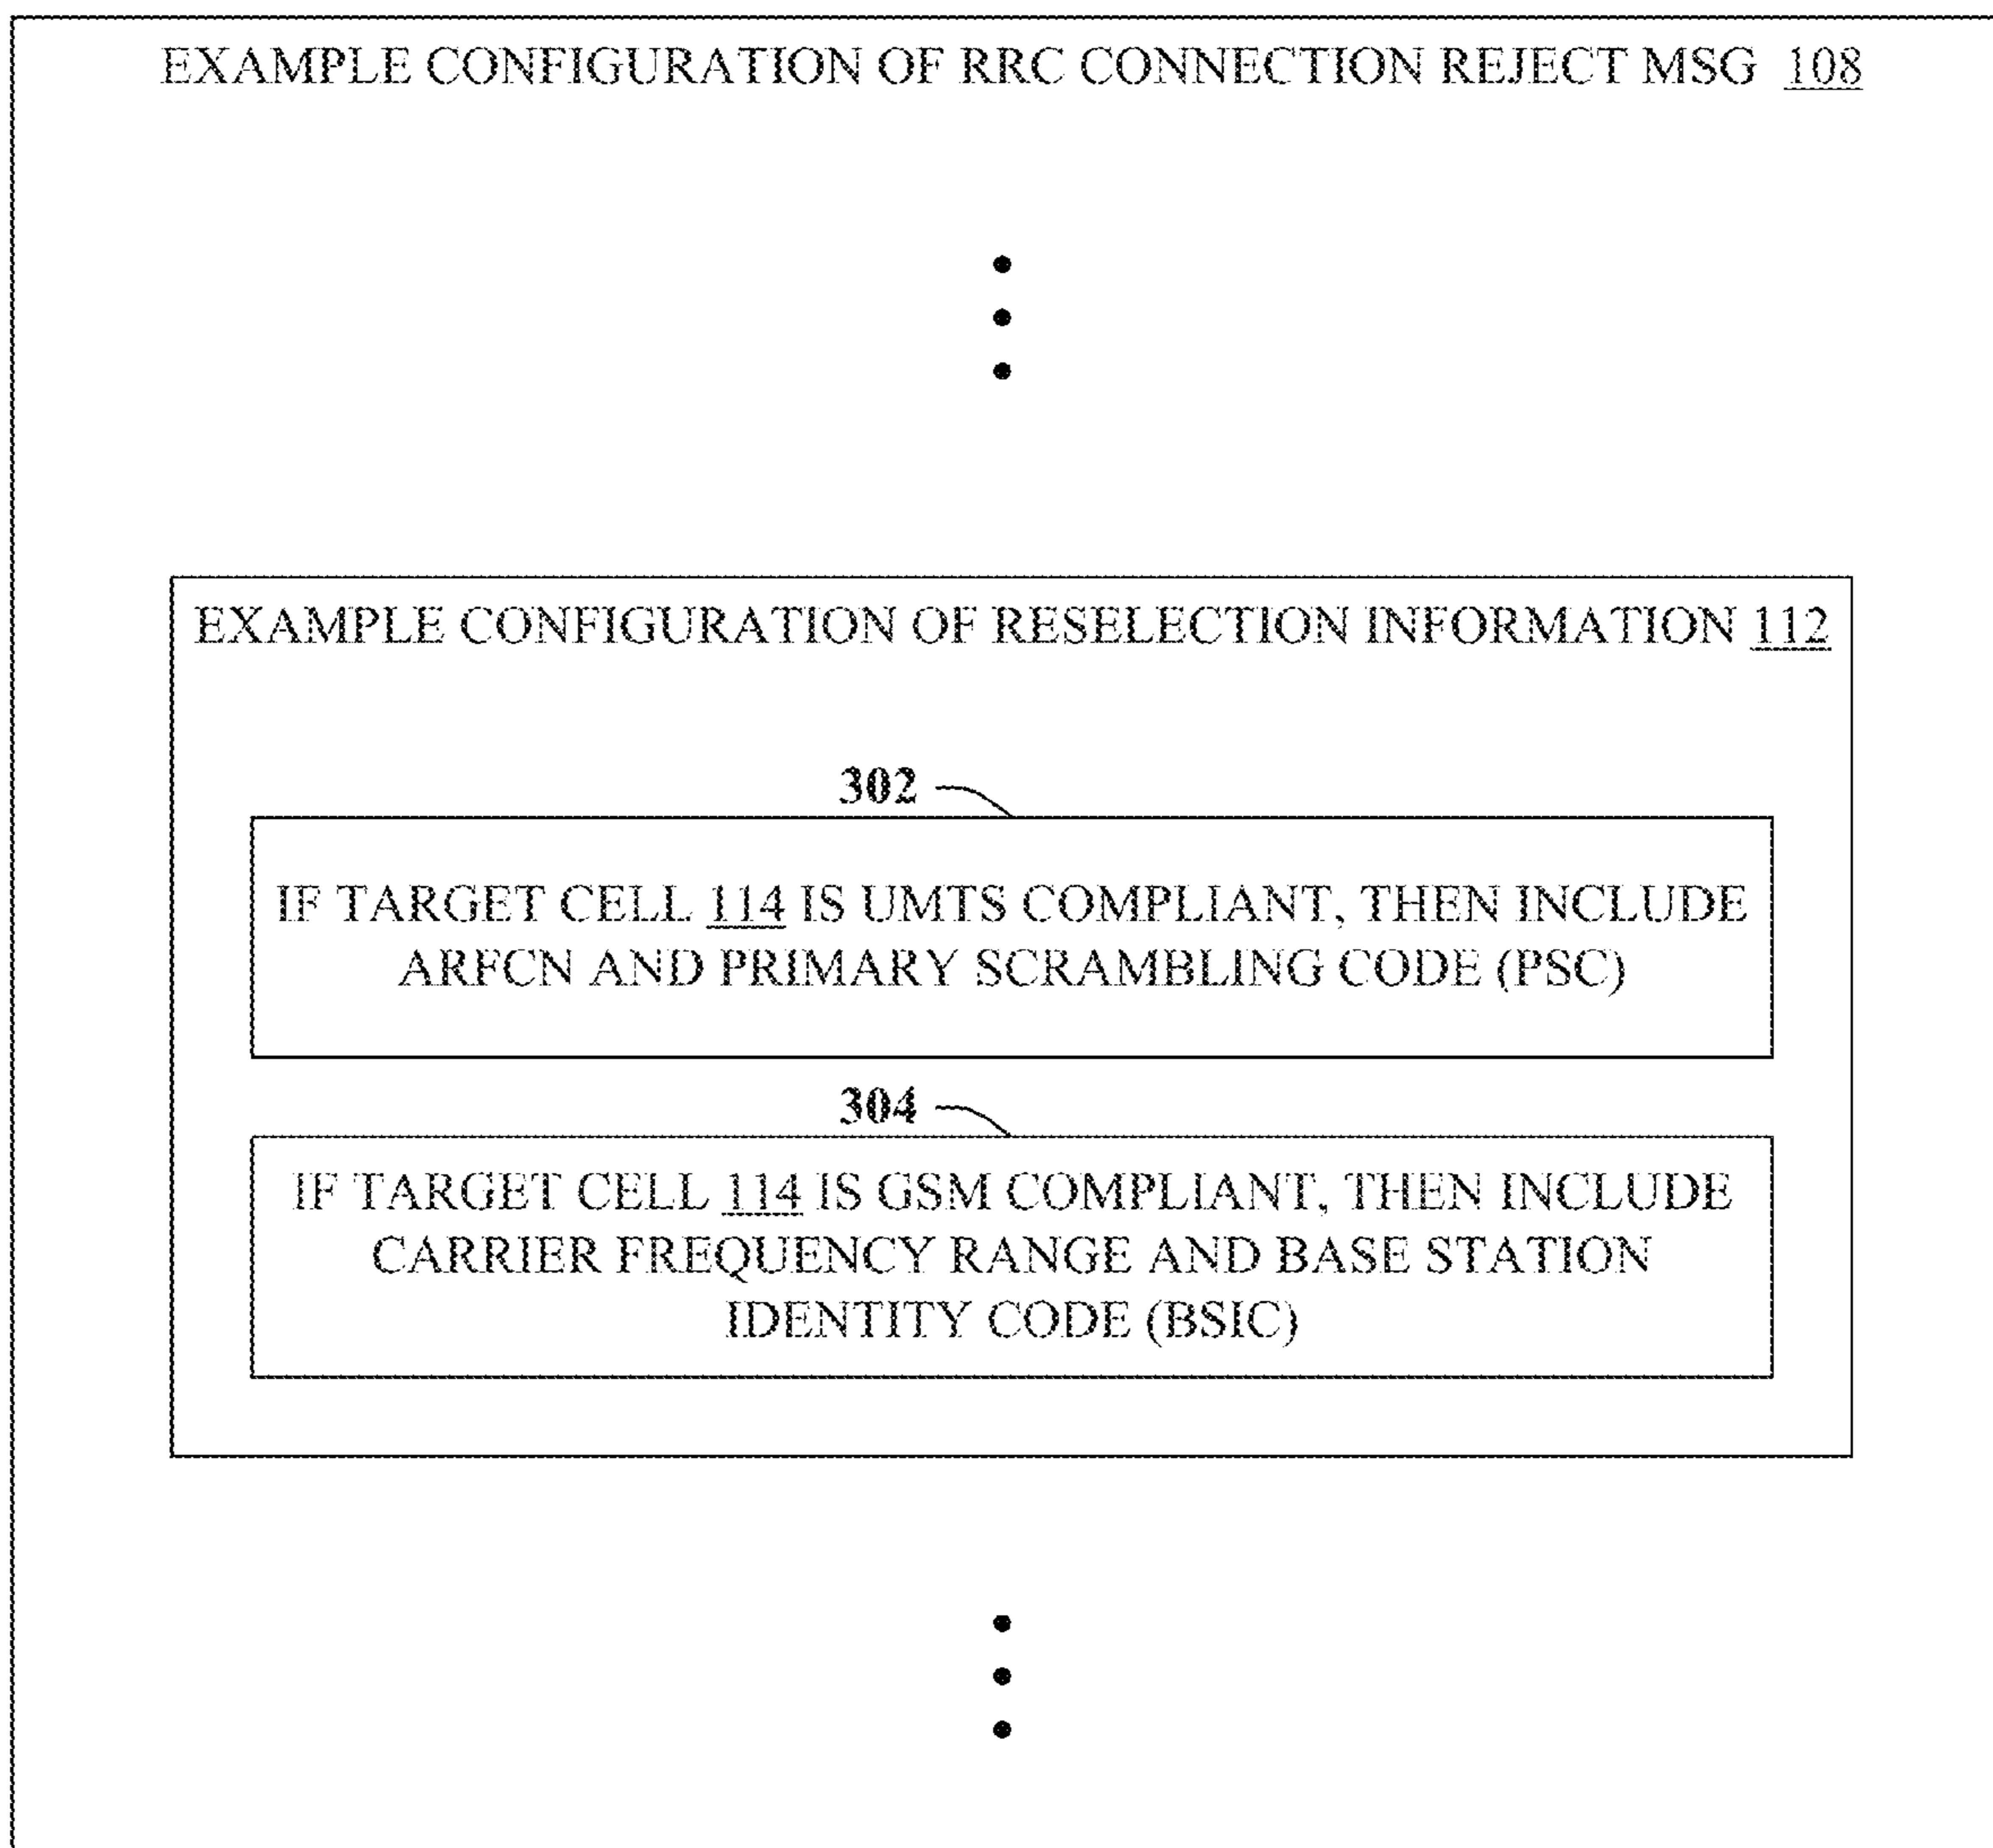 EXAMPLE CONFIGURATION OF RRC CONNECTION REJECT MSG 108
EXAMPLE CONFIGURATION OF RESELECTION INFORMATION 112
302
IF TARGET CELL 114 IS UMTS COMPLIANT, THEN INCLUDE
ARFCN AND PRIMARY SCRAMBLING CODE (PSC)
304
IF TARGET CELL 114 IS GSM COMPLIANT, THEN INCLUDE
CARRIER FREQUENCY RANGE AND BASE STATION
IDENTITY CODE (BSIC)